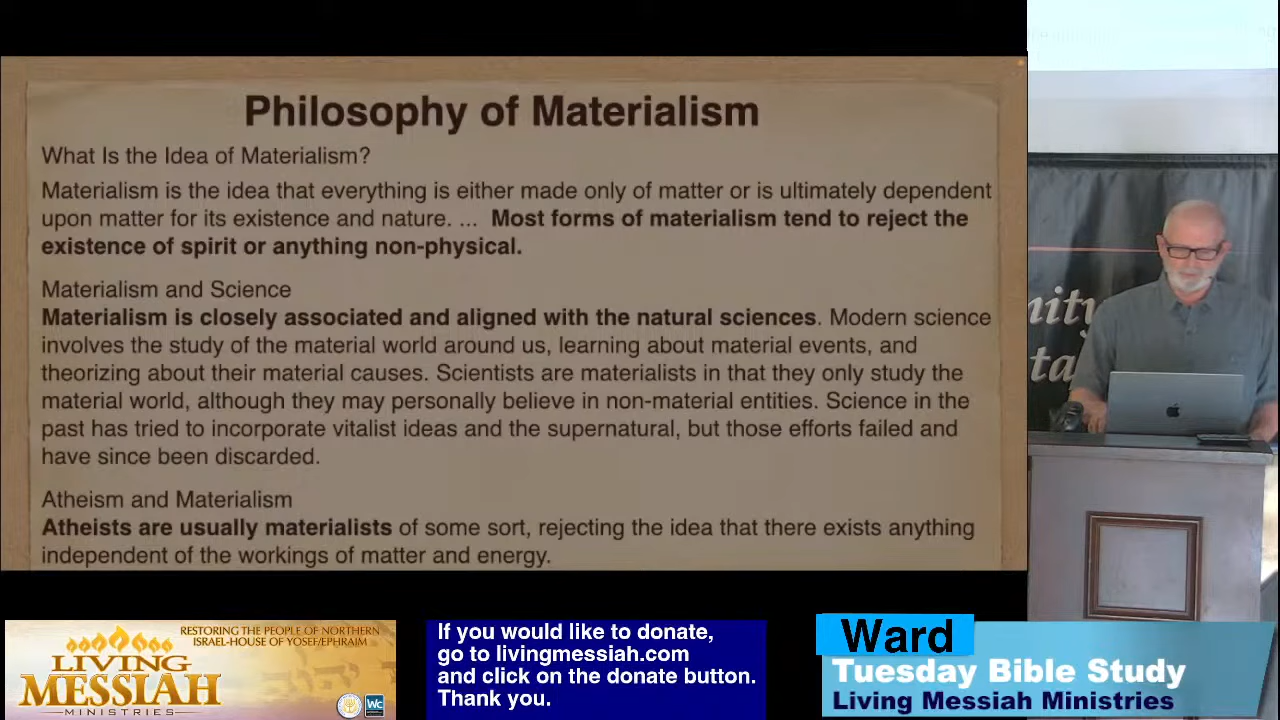 Philosophy of Materialism
What Is the Idea of Materialism?
Materialism is the idea that everything is either made only of matter or is ultimately dependent
upon matter for its existence and nature. ... Most forms of materialism tend to reject the
existence of spirit or anything non-physical.
Materialism and Science
Materialism is closely associated and aligned with the natural sciences. Modern science
involves the study of the material world around us, learning about material events, and
theorizing about their material causes. Scientists are materialists in that they only study the
material world, although they may personally believe in non-material entities. Science in the
past has tried to incorporate vitalist ideas and the supernatural, but those efforts failed and
have since been discarded.
Atheism and Materialism
Atheists are usually materialists of some sort, rejecting the idea that there exists anything
independent of the workings of matter and energy.
nity
ta
RESTORING THE PEOPLE OF NORTHERN
ISRAEL-HOUSE OF YOSEF/EPHRAIM
LIVING
MESSIAH
MINISTRIES
Wc
If you would like to donate,
go to livingmessiah.com
and click on the donate button.
Thank you.
Ward
Tuesday Bible Study
Living Messiah Ministries